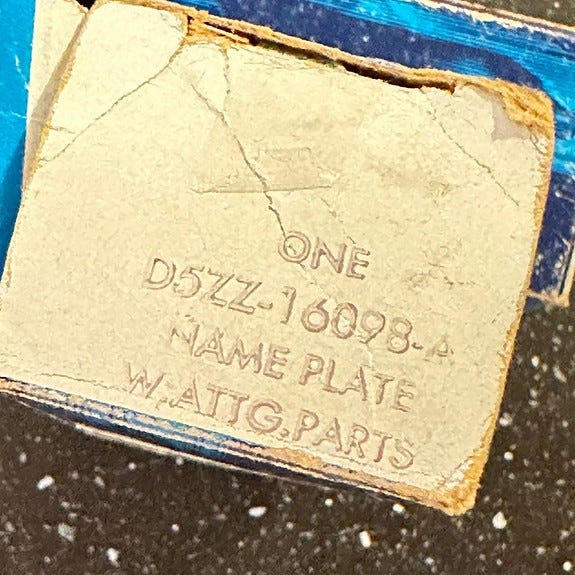 ONE
D5ZZ-16098-A
NAME PLATE
W/ATTG.PARTS